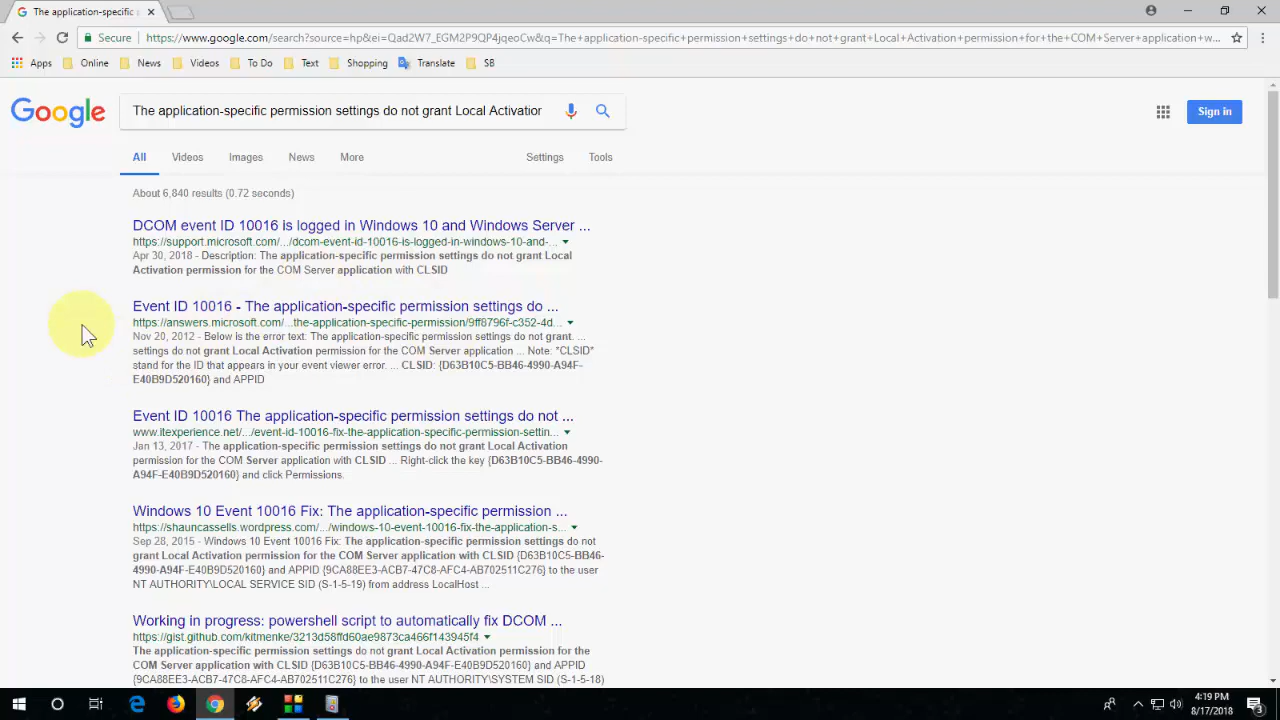 The application-specific
Secure
https://www.google.com/search?source=hp&ei=Qad2W7_EGM2P9QP4jqeoCw&q=The+application-specific+permission+settings+do+not+grant+Local+Activation+permission+for+the+COM+Server+application+w...
Apps Online News Videos To Do Text Shopping Translate SB
Google
The application-specific permission settings do not grant Local Activation
Sign in
All Videos Images News More Settings Tools
About 6,840 results (0.72 seconds)
DCOM event ID 10016 is logged in Windows 10 and Windows Server ...
https://support.microsoft.com/.../dcom-event-id-10016-is-logged-in-windows-10-and-...
Apr 30, 2018 - Description: The application-specific permission settings do not grant Local
Activation permission for the COM Server application with CLSID
Event ID 10016 - The application-specific permission settings do ...
https://answers.microsoft.com/...the-application-specific-permission/9ff8796f-c352-4d...
Nov 20, 2012 - Below is the error text: The application-specific permission settings do not grant. ...
settings do not grant Local Activation permission for the COM Server application ... Note: "CLSID"
stand for the ID that appears in your event viewer error. ... CLSID: {D63B10C5-BB46-4990-A94F-
E40B9D520160} and APPID
Event ID 10016 The application-specific permission settings do not ...
www.itexperience.net/.../event-id-10016-fix-the-application-specific-permission-settin...
Jan 13, 2017 - The application-specific permission settings do not grant Local Activation
permission for the COM Server application with CLSID ... Right-click the key {D63B10C5-BB46-4990-
A94F-E40B9D520160} and click Permissions.
Windows 10 Event 10016 Fix: The application-specific permission ...
https://shauncassells.wordpress.com/.../windows-10-event-10016-fix-the-application-s...
Sep 28, 2015 - Windows 10 Event 10016 Fix: The application-specific permission settings do not
grant Local Activation permission for the COM Server application with CLSID {D63B10C5-BB46-
4990-A94F-E40B9D520160} and APPID {9CA88EE3-ACB7-47C8-AFC4-AB702511C276} to the user
NT AUTHORITY\LOCAL SERVICE SID (S-1-5-19) from address LocalHost ...
Working in progress: powershell script to automatically fix DCOM ...
https://gist.github.com/kitmenke/3213d58ffd60ae9873ca466f143945f4
The application-specific permission settings do not grant Local Activation permission for the
COM Server application with CLSID {D63B10C5-BB46-4990-A94F-E40B9D520160} and APPID
{9CA88EE3-ACB7-47C8-AFC4-AB702511C276} to the user NT AUTHORITY\SYSTEM SID (S-1-5-18)
4:19 PM
8/17/2018
3